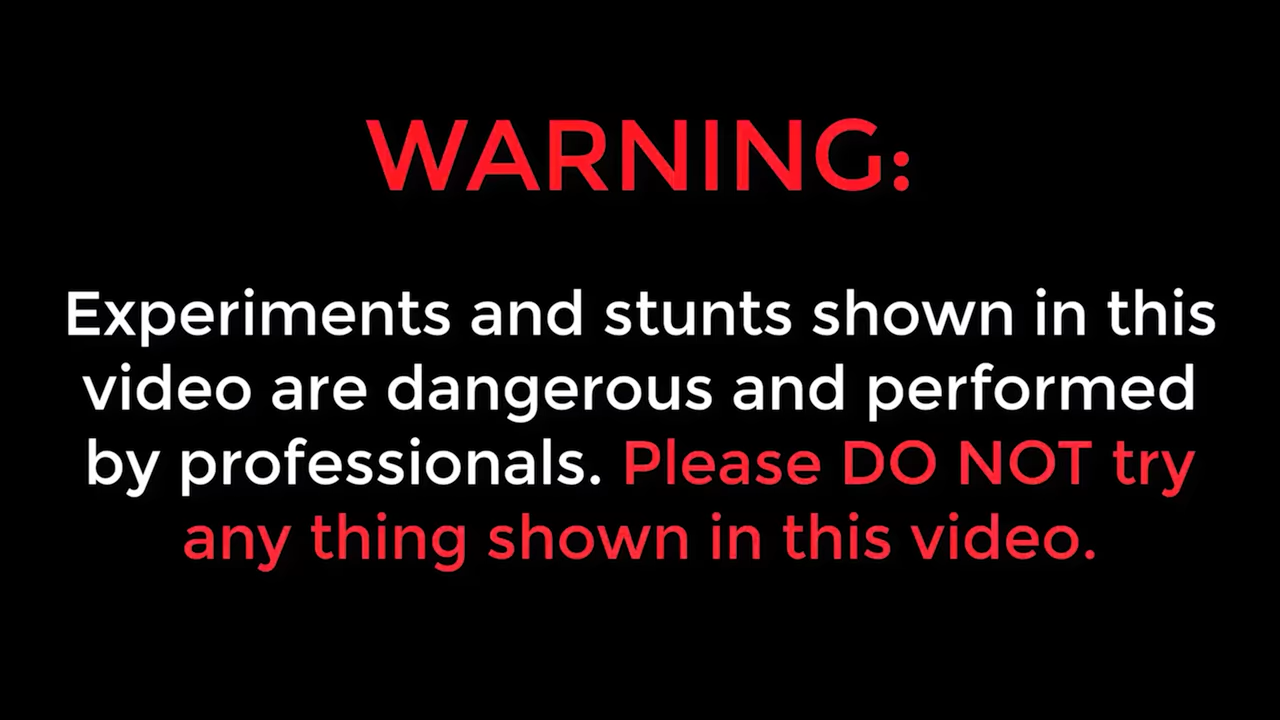 WARNING:
Experiments and stunts shown in this
video are dangerous and performed
by professionals. Please DO NOT try
any thing shown in this video.